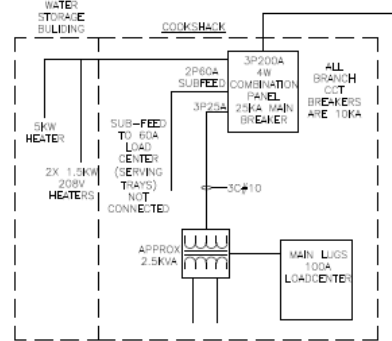 WATER
STORAGE
BULIDING
COOKSHACK
3P200A
4W
COMBINATION
PANEL
25KA MAIN
BREAKER
ALL
BRANCH
CCT
BREAKERS
ARE 10KA
2P60A
SUBFEED
3P25A
5KW
HEATER
2X 1.5KW
208V
HEATERS
SUB-FEED
TO 60A
LOAD
CENTER
(SERVING
TRAYS)
NOT
CONNECTED
3C#10
APPROX
2.5KVA
MAIN LUGS
100A
LOADCENTER